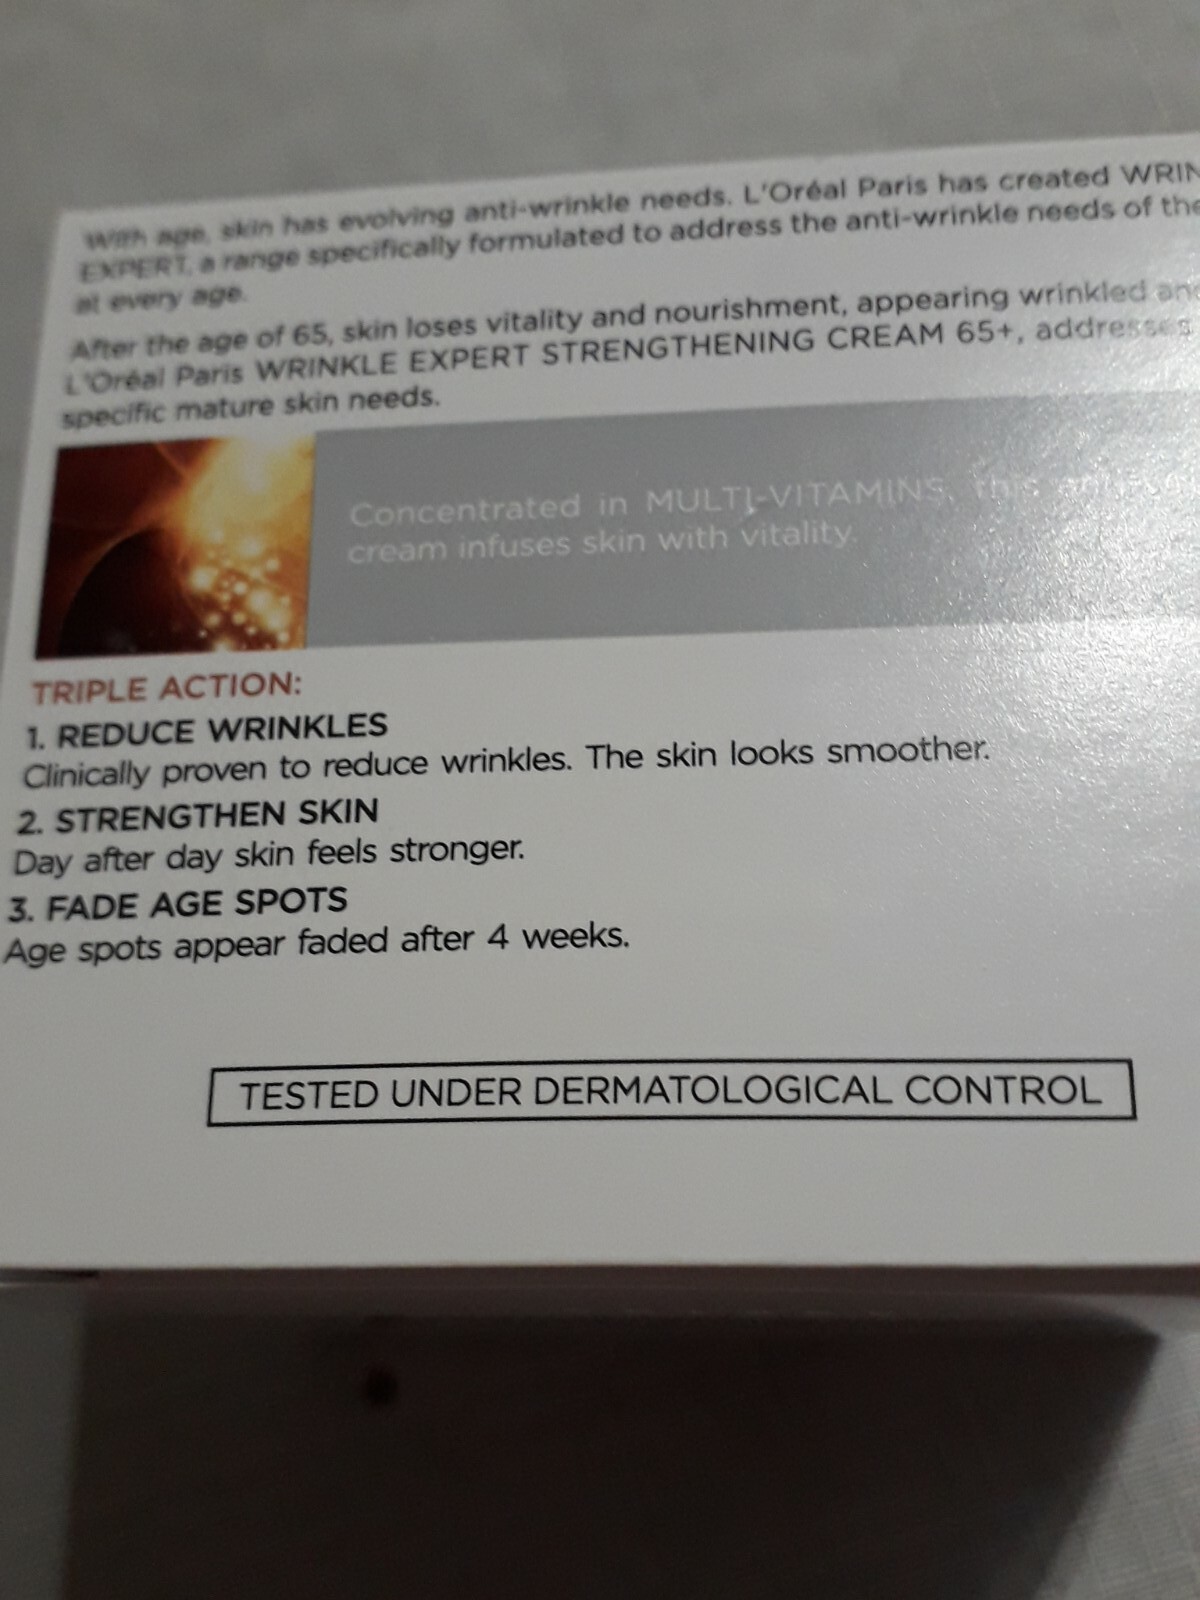 With age, skin has evolving anti-wrinkle needs. L'Oréal Paris has created
EXPERT, a range specifically formulated to address the anti-wrinkle needs of the
at every age.
After the age of 65, skin loses vitality and nourishment, appearing wrinkled
L'Oréal Paris WRINKLE EXPERT STRENGTHENING CREAM 65+, addresses
specific mature skin needs.
Concentrated in MULTI-VITAMINS, this
cream infuses skin with vitality.
TRIPLE ACTION:
1. REDUCE WRINKLES
Clinically proven to reduce wrinkles. The skin looks smoother.
2. STRENGTHEN SKIN
Day after day skin feels stronger.
3. FADE AGE SPOTS
Age spots appear faded after 4 weeks.
TESTED UNDER DERMATOLOGICAL CONTROL